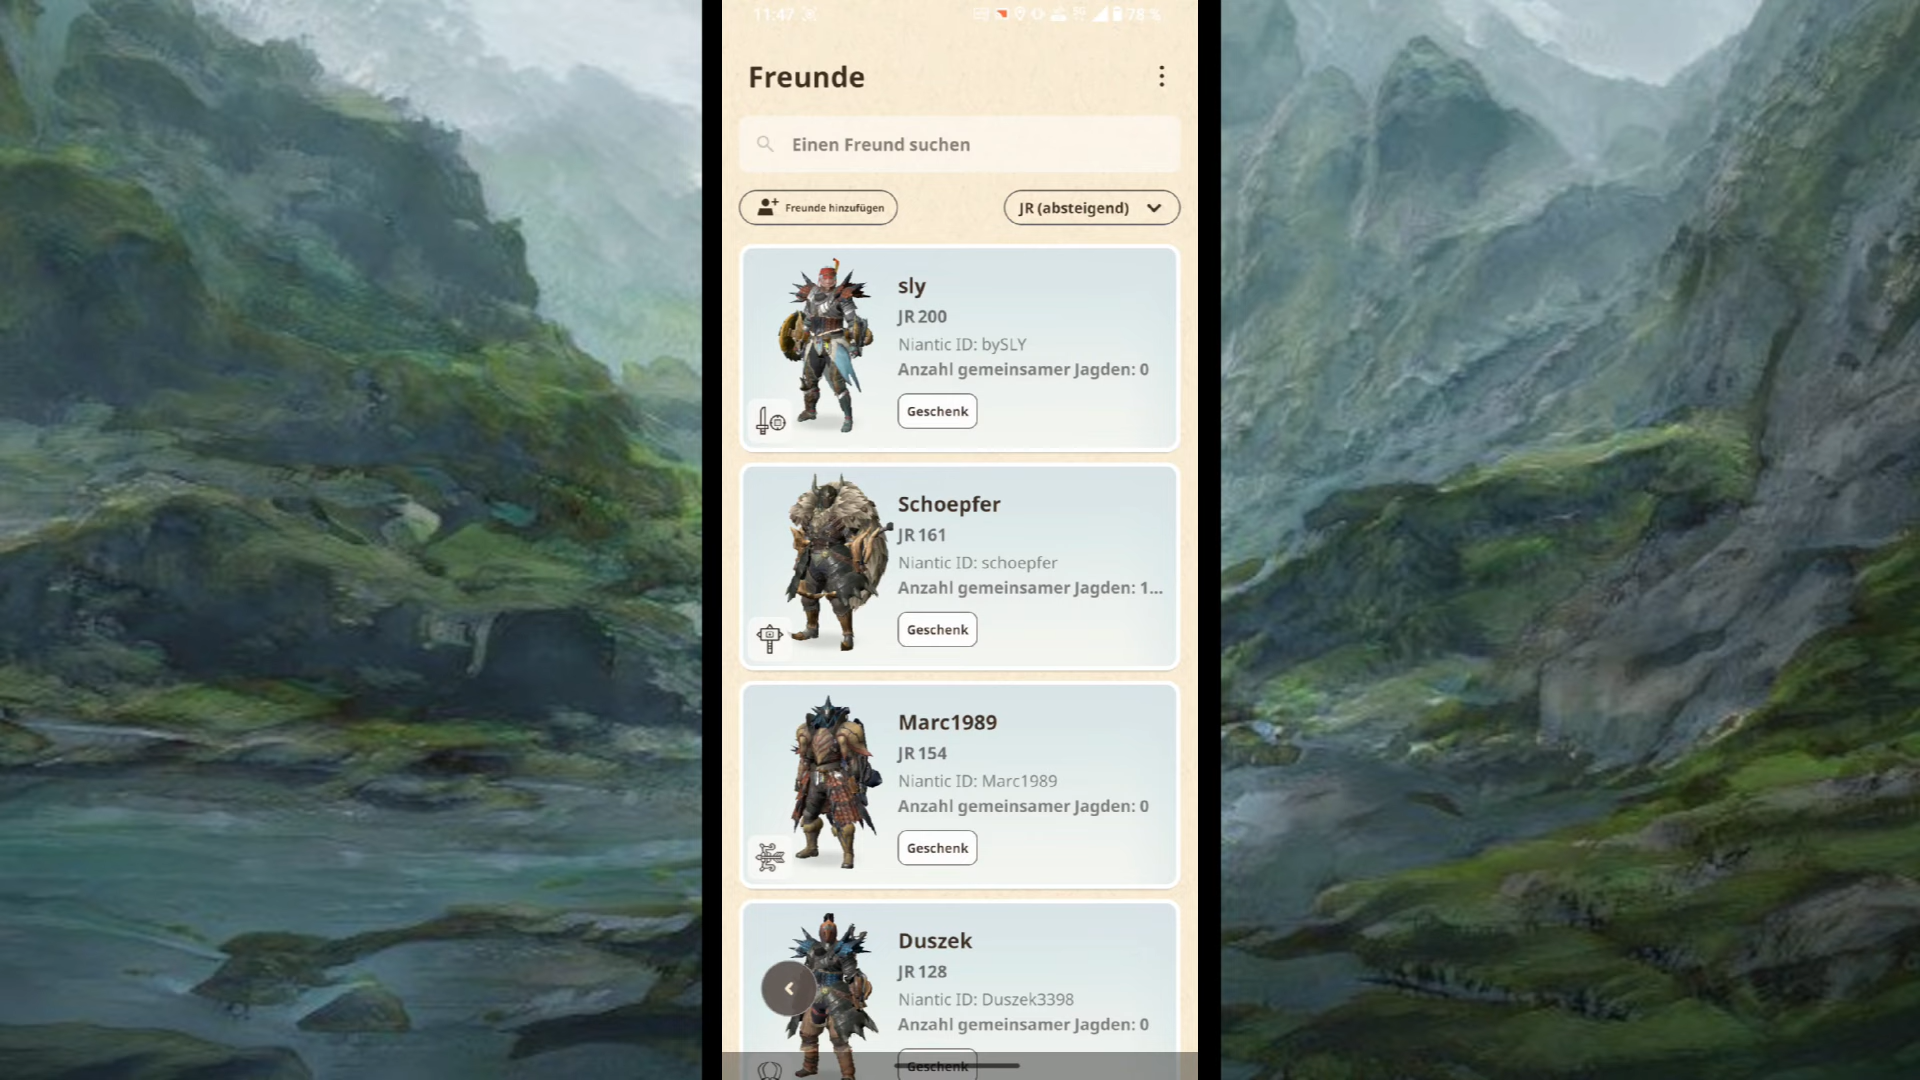 11:47
5G
78 %
Freunde
Einen Freund suchen
Freunde hinzufügen
JR (absteigend)
sly
JR 200
Niantic ID: bySLY
Anzahl gemeinsamer Jagden: 0
Geschenk
Schoepfer
JR 161
Niantic ID: schoepfer
Anzahl gemeinsamer Jagden: 1...
Geschenk
Marc1989
JR 154
Niantic ID: Marc1989
Anzahl gemeinsamer Jagden: 0
Geschenk
Duszek
JR 128
Niantic ID: Duszek3398
Anzahl gemeinsamer Jagden: 0
Geschenk